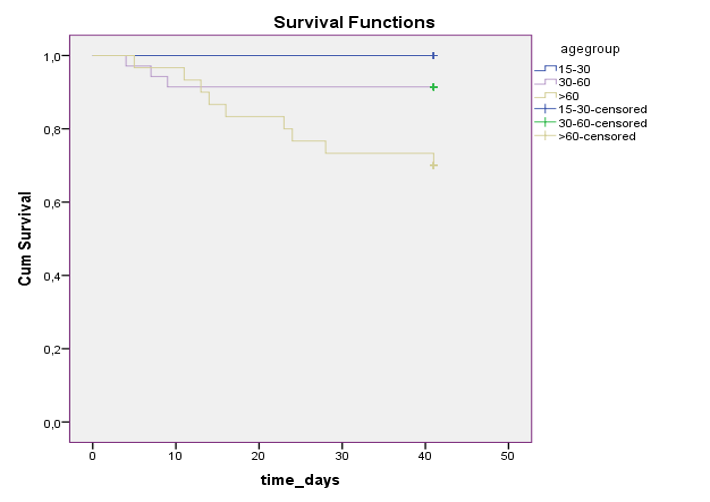 Survival Functions
agegroup
15-30
30-60
>60
15-30-censored
30-60-censored
>60-censored
Cum Survival
1,0
0,8
0,6
0,4
0,2
0,0
0 10 20 30 40 50
time_days